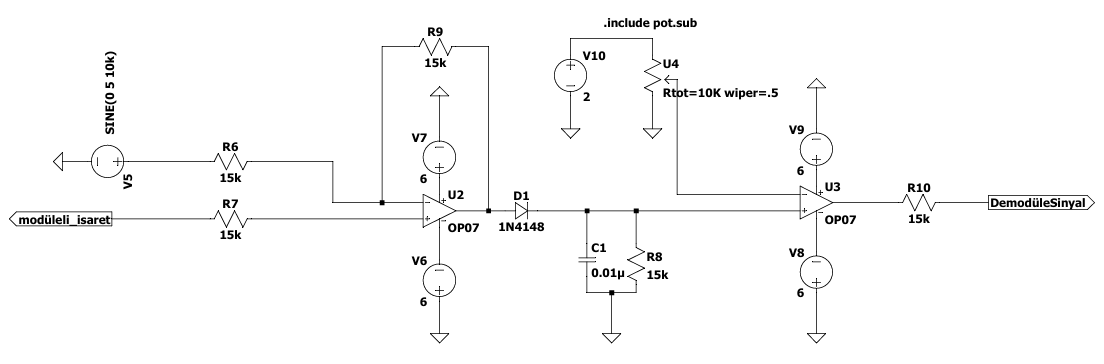 .include pot.sub
R9
15k
V10
2
U4
Rtot=10K wiper=.5
SINE(0 5 10k)
V5
R6
15k
V7
6
V9
6
U2
OP07
D1
1N4148
U3
OP07
R10
15k
DemodüleSinyal
modüleli_isaret
R7
15k
V6
6
C1
0.01µ
R8
15k
V8
6